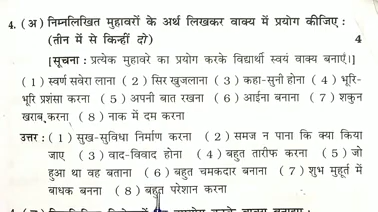 4. (अ) निम्नलिखित मुहावरों के अर्थ लिखकर वाक्य में प्रयोग कीजिए :
(तीन में से किन्हीं दो) 4
[सूचना : प्रत्येक मुहावरे का प्रयोग करके विद्यार्थी स्वयं वाक्य बनाएं।]
(1) स्वर्ण सवेरा लाना (2) सिर खुजलाना (3) कहा-सुनी होना (4) भूरि-
भूरि प्रशंसा करना (5) अपनी बात रखना (6) आईना बनाना (7) शकुन
खराब करना (8) नाक में दम करना
उत्तर : (1) सुख-सुविधा निर्माण करना (2) समज न पाना कि क्या किया
जाए (3) वाद-विवाद होना (4) बहुत तारीफ करना (5) जो
हुआ था वह बताना (6) बहुत चमकदार बनाना (7) शुभ मुहूर्त में
बाधक बनना (8) बहुत परेशान करना